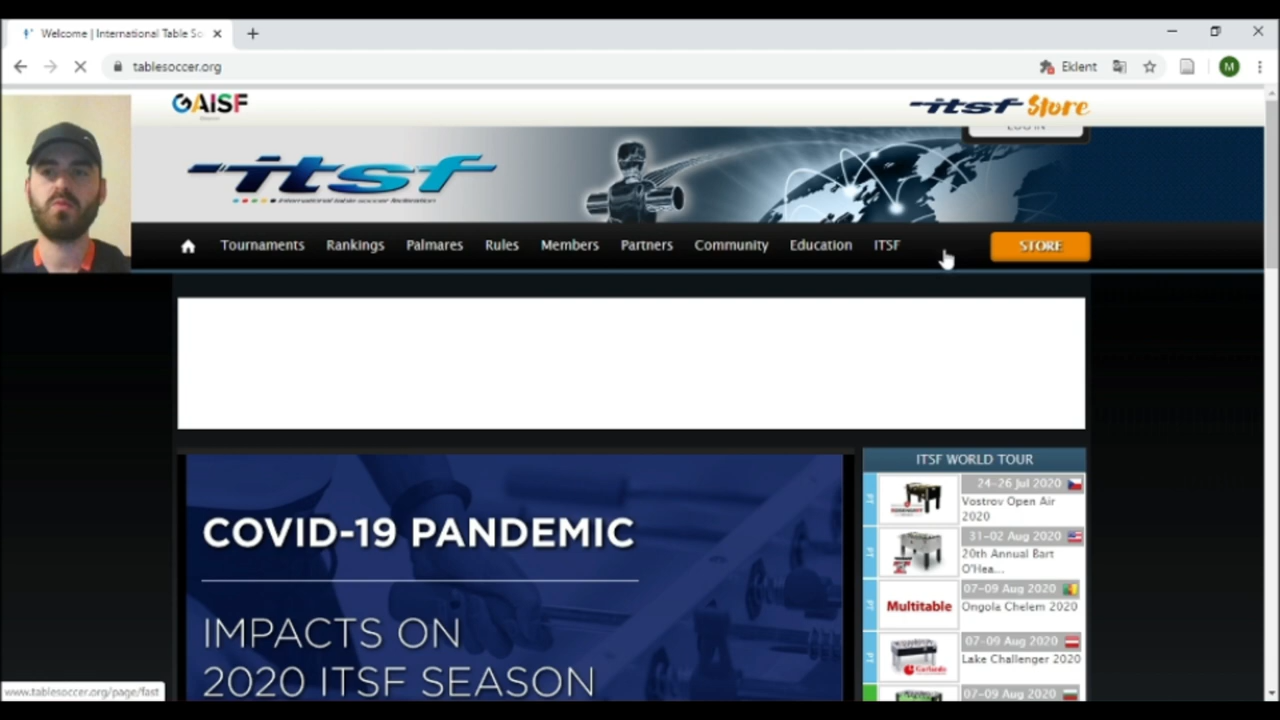 Welcome | International Table So
tablesoccer.org
Eklent
M
GAISF
itsf Store
LOG IN
itsf
International table soccer federation
Tournaments Rankings Palmares Rules Members Partners Community Education ITSF
STORE
ITSF WORLD TOUR
24-26 Jul 2020
Vostrov Open Air
2020
31-02 Aug 2020
20th Annual Bart
O'Hea...
07-09 Aug 2020
Multitable
Ongola Chelem 2020
07-09 Aug 2020
Lake Challenger 2020
Garlando
07-09 Aug 2020
COVID-19 PANDEMIC
IMPACTS ON
2020 ITSF SEASON
www.tablesoccer.org/page/fast